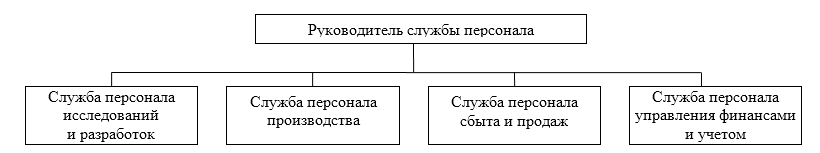 Руководитель службы персонала
Служба персонала
исследований
и разработок
Служба персонала
производства
Служба персонала
сбыта и продаж
Служба персонала
управления финансами
и учетом